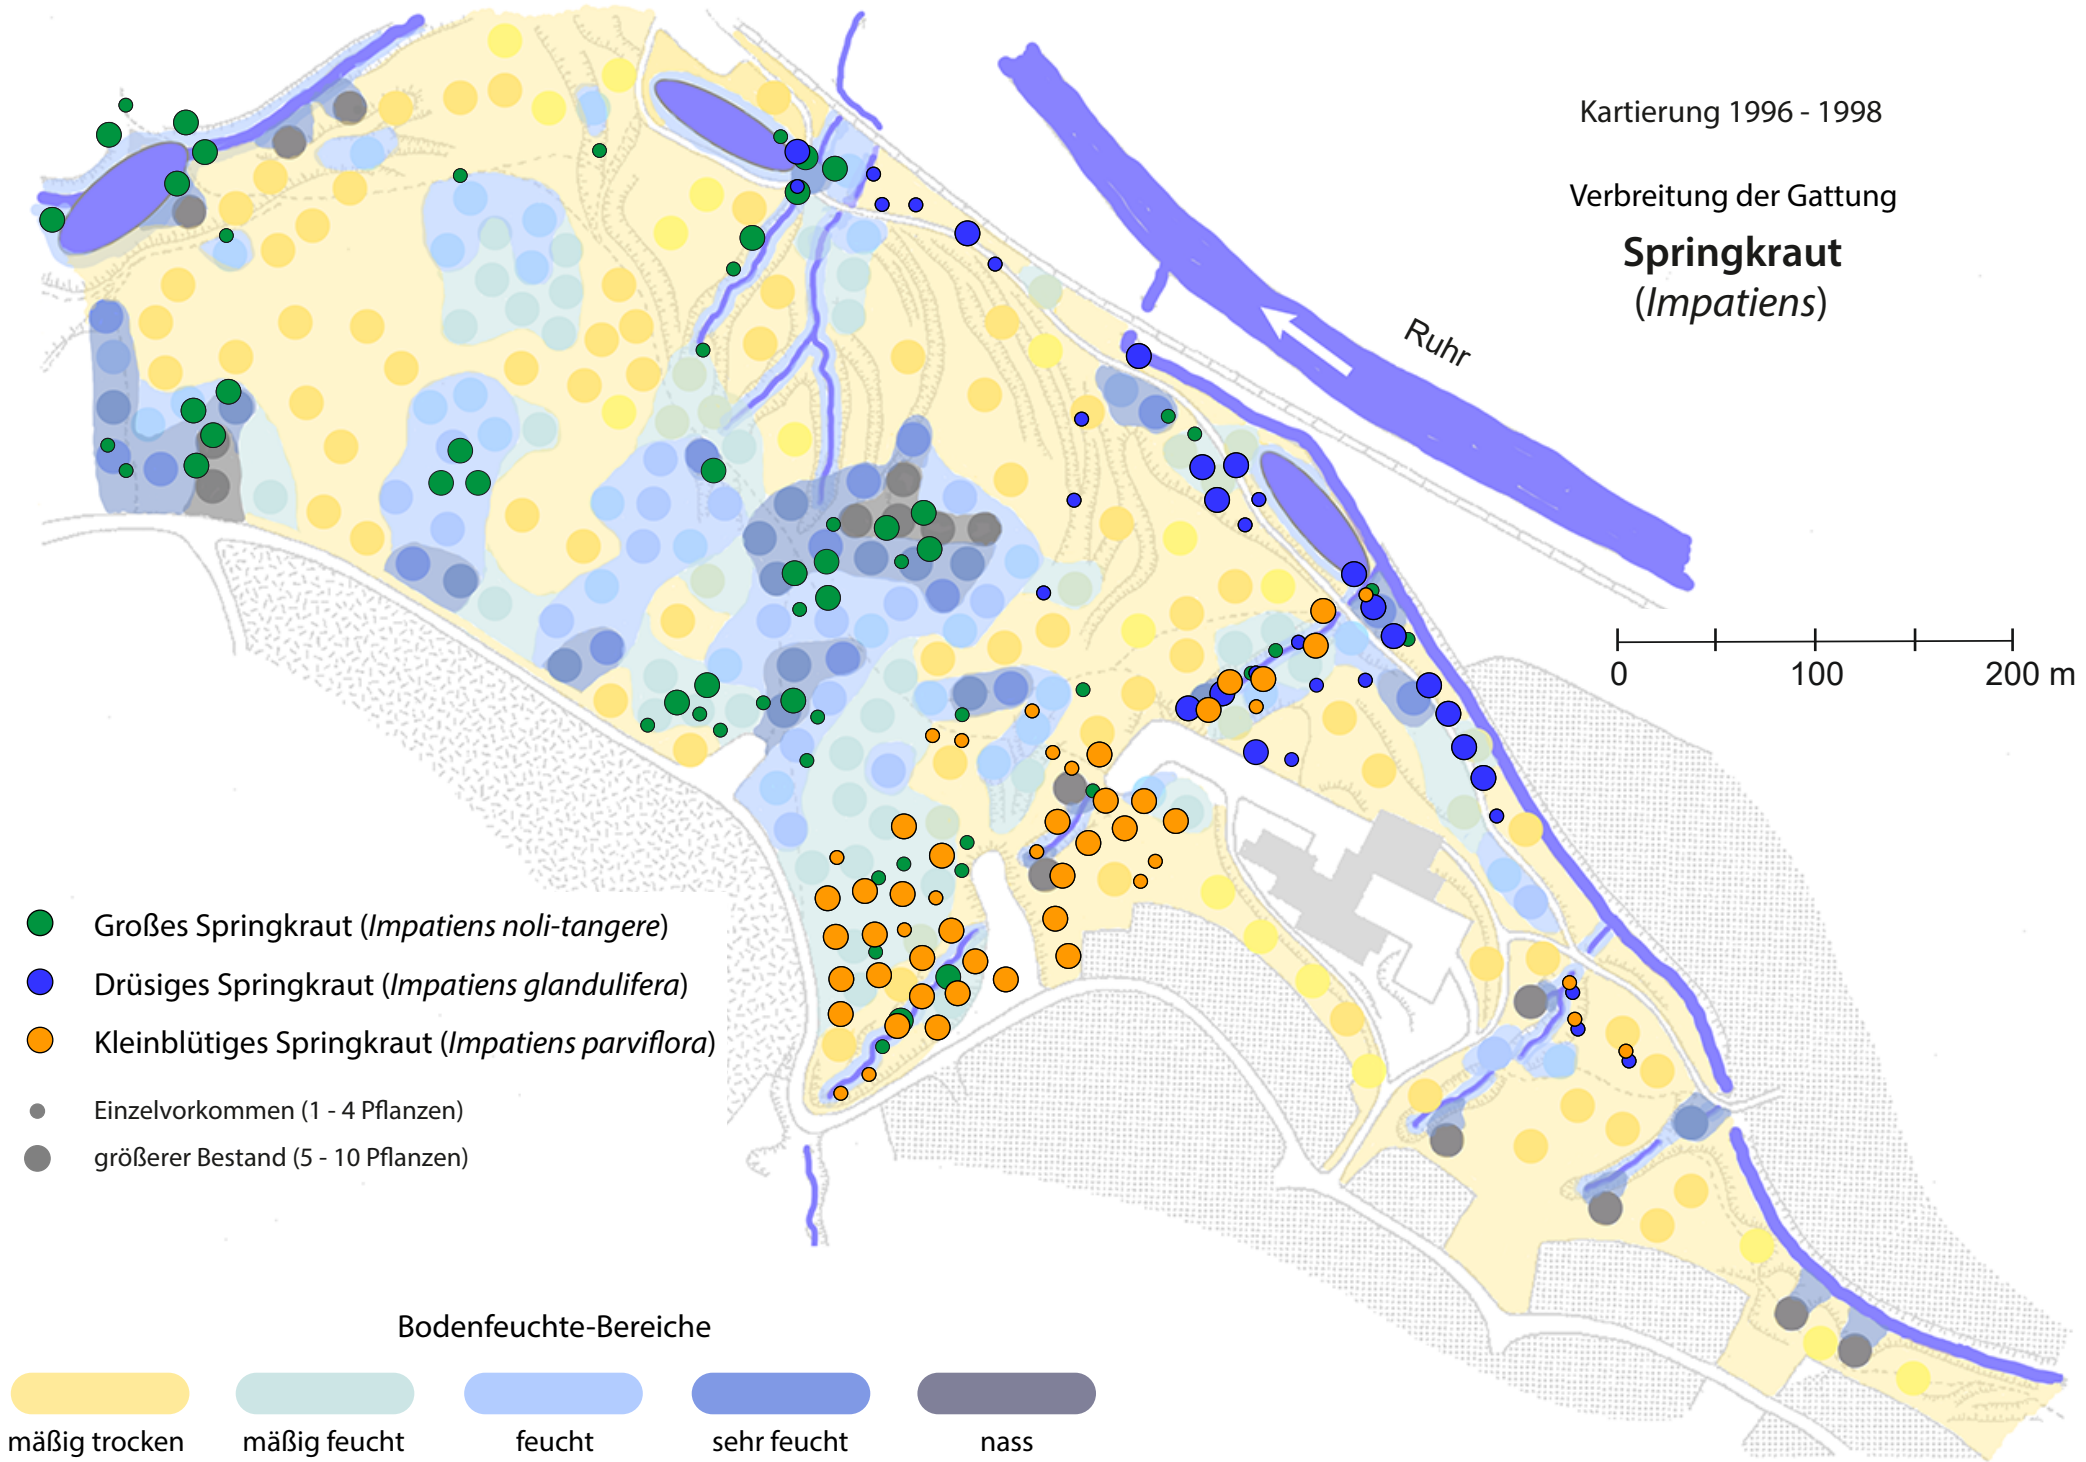 Kartierung 1996 - 1998
Verbreitung der Gattung
Springkraut
(Impatiens)
Ruhr
0 100 200 m
Großes Springkraut (Impatiens noli-tangere)
Drüsiges Springkraut (Impatiens glandulifera)
Kleinblütiges Springkraut (Impatiens parviflora)
Einzelvorkommen (1 - 4 Pflanzen)
größerer Bestand (5 - 10 Pflanzen)
Bodenfeuchte-Bereiche
mäßig trocken mäßig feucht feucht sehr feucht nass